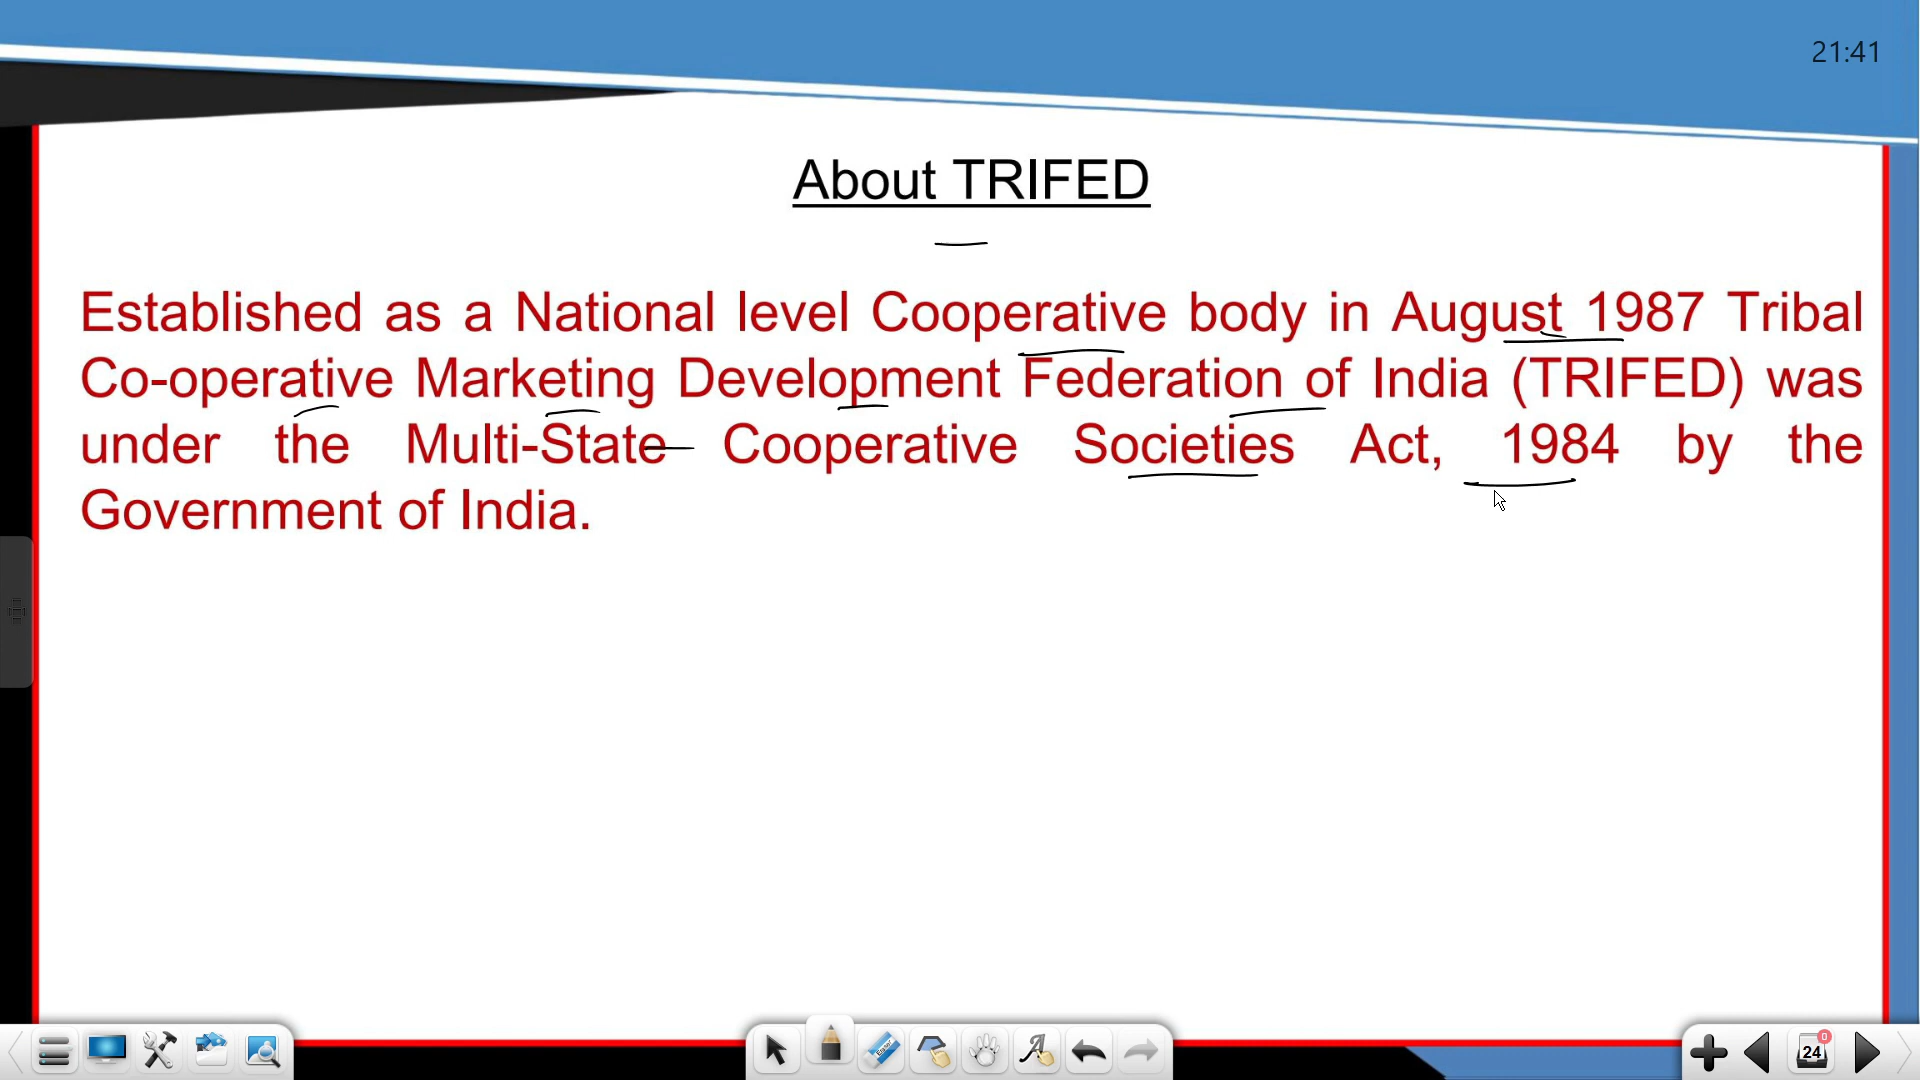 21:41
About TRIFED
Established as a National level Cooperative body in August 1987 Tribal
Co-operative Marketing Development Federation of India (TRIFED) was
under the Multi-State Cooperative Societies Act, 1984 by the
Government of India.
24
0